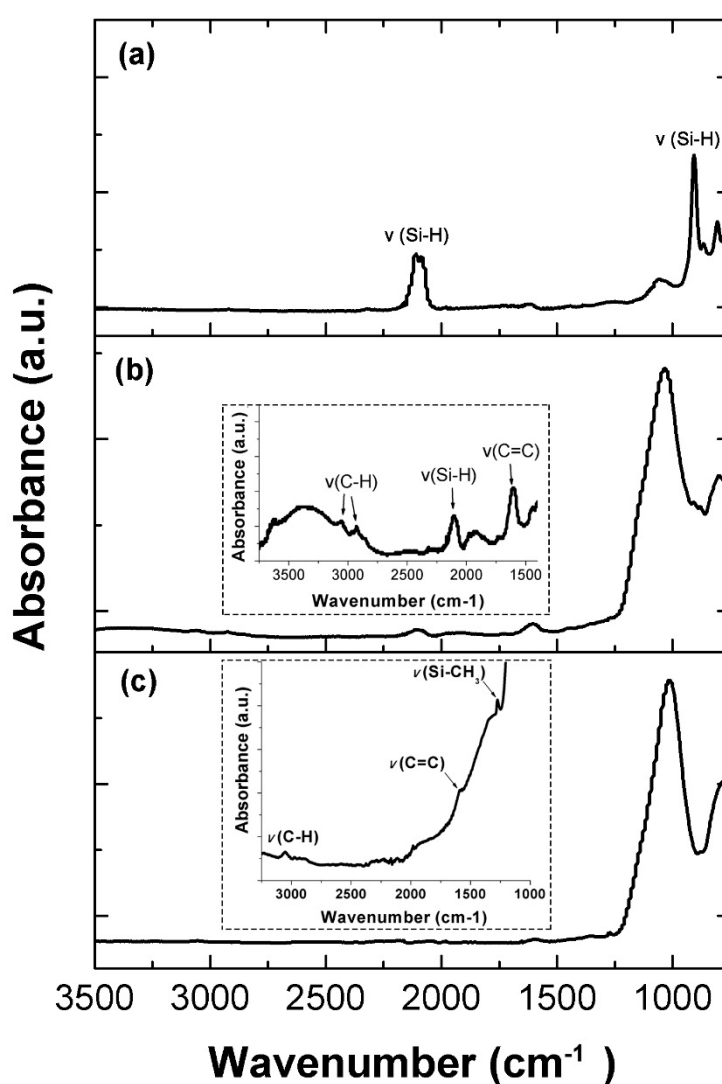 Absorbance (a.u.)
(a)
ν (Si-H)
ν (Si-H)
(b)
Absorbance (a.u.)
ν(C-H)
ν(Si-H)
ν(C=C)
3500 3000 2500 2000 1500
Wavenumber (cm-1)
(c)
Absorbance (a.u.)
ν(Si-CH₃)
ν(C=C)
ν(C-H)
3000 2500 2000 1500 1000
Wavenumber (cm-1)
3500 3000 2500 2000 1500 1000
Wavenumber (cm⁻¹ )